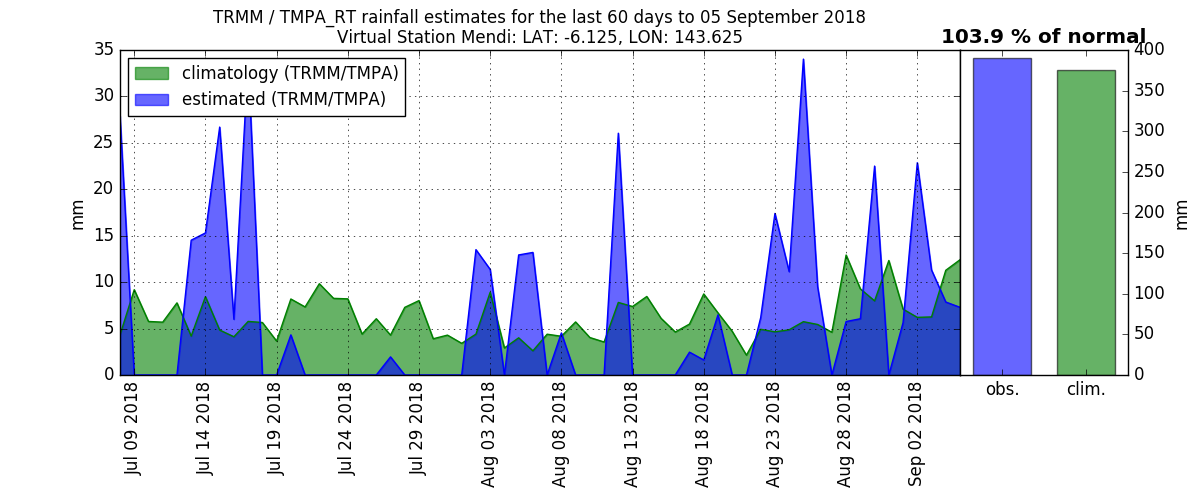 TRMM / TMPA_RT rainfall estimates for the last 60 days to 05 September 2018
Virtual Station Mendi: LAT: -6.125, LON: 143.625
103.9 % of normal
climatology (TRMM/TMPA)
estimated (TRMM/TMPA)
mm
35
30
25
20
15
10
5
0
Jul 09 2018
Jul 14 2018
Jul 19 2018
Jul 24 2018
Jul 29 2018
Aug 03 2018
Aug 08 2018
Aug 13 2018
Aug 18 2018
Aug 23 2018
Aug 28 2018
Sep 02 2018
obs.
clim.
400
350
300
250
200
150
100
50
0
mm